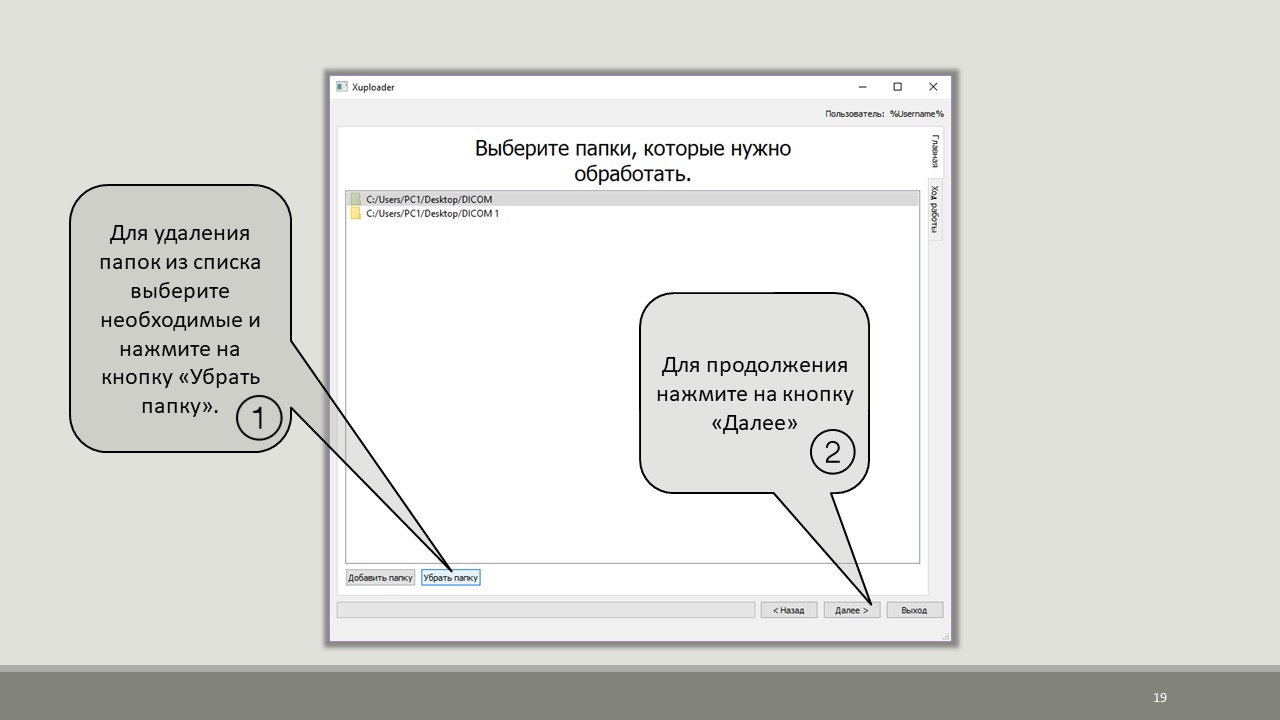 Xuploader
Пользователь: %Username%
Выберите папки, которые нужно
обработать.
Главная
Ход работы
C:/Users/PC1/Desktop/DICOM
C:/Users/PC1/Desktop/DICOM 1
Для удаления
папок из списка
выберите
необходимые и
нажмите на
кнопку «Убрать
папку».
1
Для продолжения
нажмите на кнопку
«Далее»
2
Добавить папку
Убрать папку
< Назад
Далее >
Выход
19